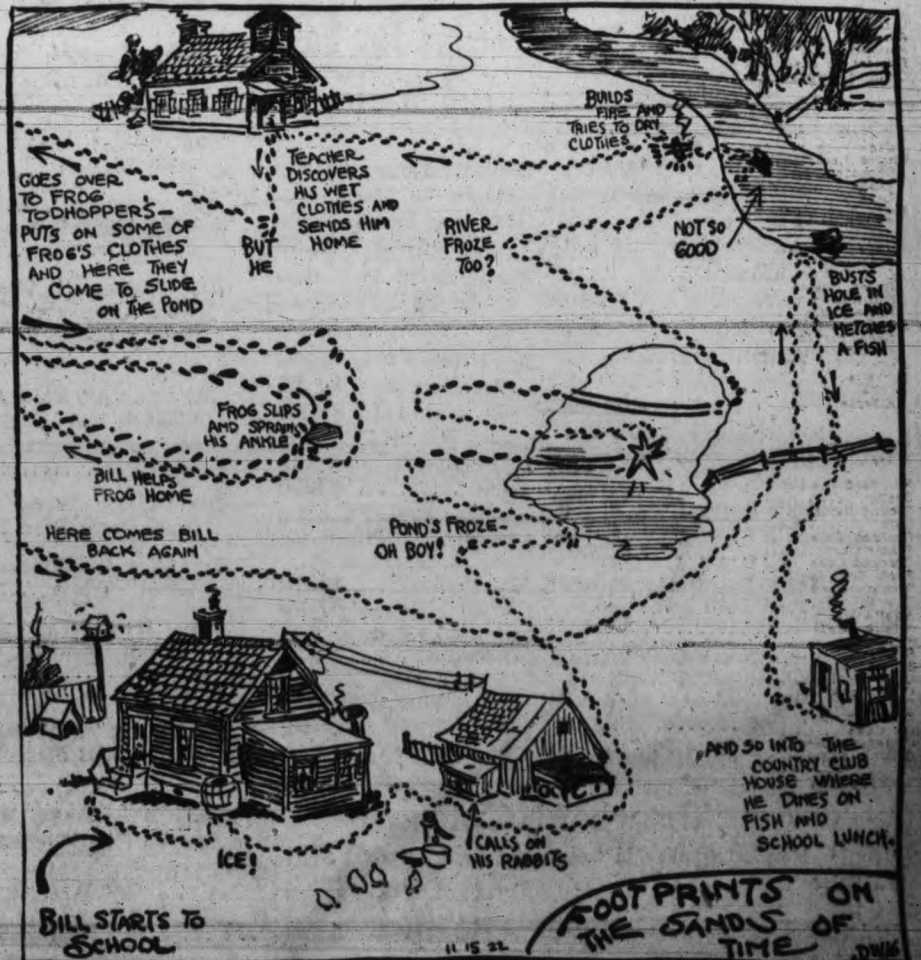 BILL STARTS TO
SCHOOL
ICE!
CALLS ON
HIS RABBITS
POND'S FROZE
OH BOY!
RIVER
FROZE
TOO?
NOT SO
GOOD
BUILDS
FIRE AND
TRIES TO DRY
CLOTHES
TEACHER
DISCOVERS
HIS WET
CLOTHES AND
SENDS HIM
HOME
BUT
HE
GOES OVER
TO FROG
TODHOPPERS—
PUTS ON SOME OF
FROG'S CLOTHES
AND HERE THEY
COME TO SLIDE
ON THE POND
FROG SLIPS
AND SPRAINS
HIS ANKLE
BILL HELPS
FROG HOME
HERE COMES BILL
BACK AGAIN
BUSTS
HOLE IN
ICE AND
KETCHES
A FISH
AND SO INTO THE
COUNTRY CLUB
HOUSE WHERE
HE DINES ON
FISH AND
SCHOOL LUNCH.
FOOTPRINTS ON
THE SANDS OF
TIME
11 15 22